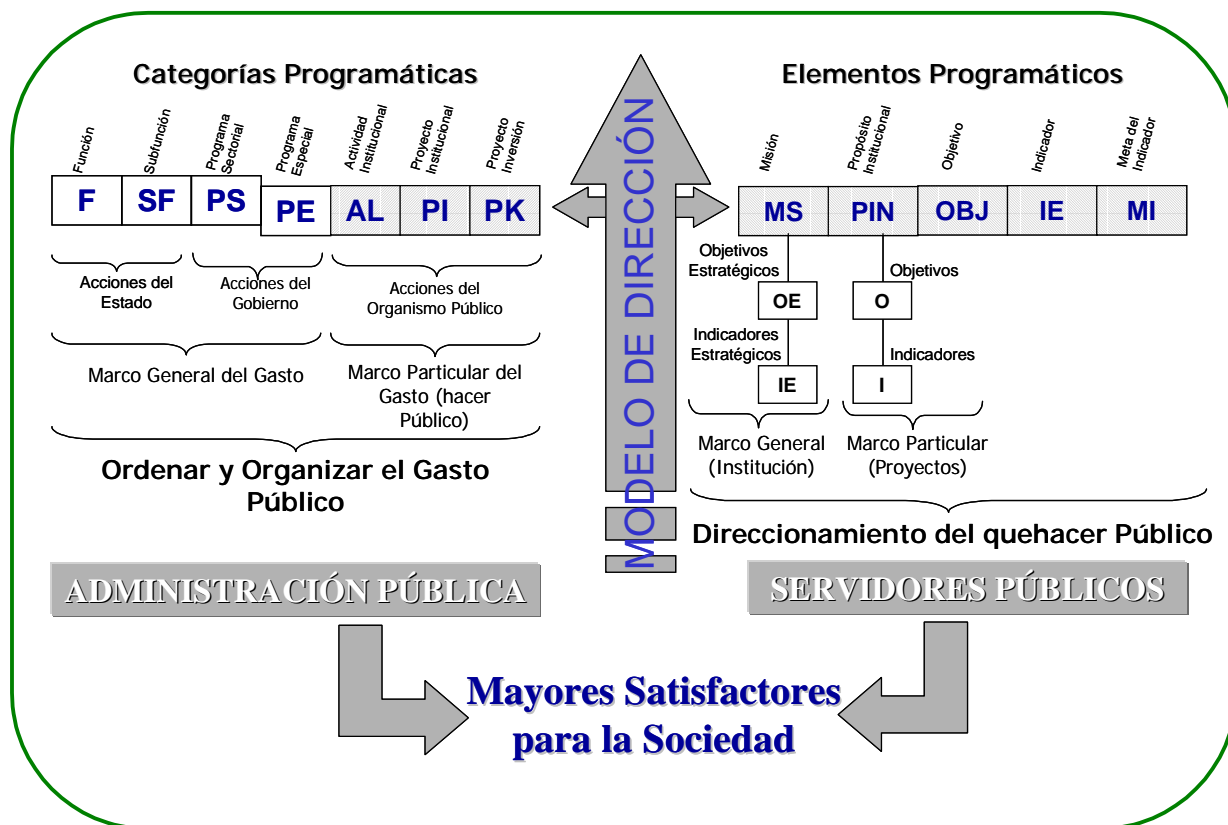 Categorías Programáticas
Función
Subfunción
Programa
Sectorial
Programa
Especial
Actividad
Institucional
Proyecto
Institucional
Proyecto
Inversión
F SF PS PE AL PI PK
Acciones del
Estado
Acciones del
Gobierno
Acciones del
Organismo Público
Marco General del Gasto
Marco Particular del
Gasto (hacer
Público)
Ordenar y Organizar el Gasto
Público
ADMINISTRACIÓN PÚBLICA
MODELO DE DIRECCIÓN
Elementos Programáticos
Misión
Propósito
Institucional
Objetivo
Indicador
Meta del
Indicador
MS PIN OBJ IE MI
Objetivos
Estratégicos
Objetivos
OE
O
Indicadores
Estratégicos
Indicadores
IE
I
Marco General
(Institución)
Marco Particular
(Proyectos)
Direccionamiento del quehacer Público
SERVIDORES PÚBLICOS
Mayores Satisfactores
para la Sociedad